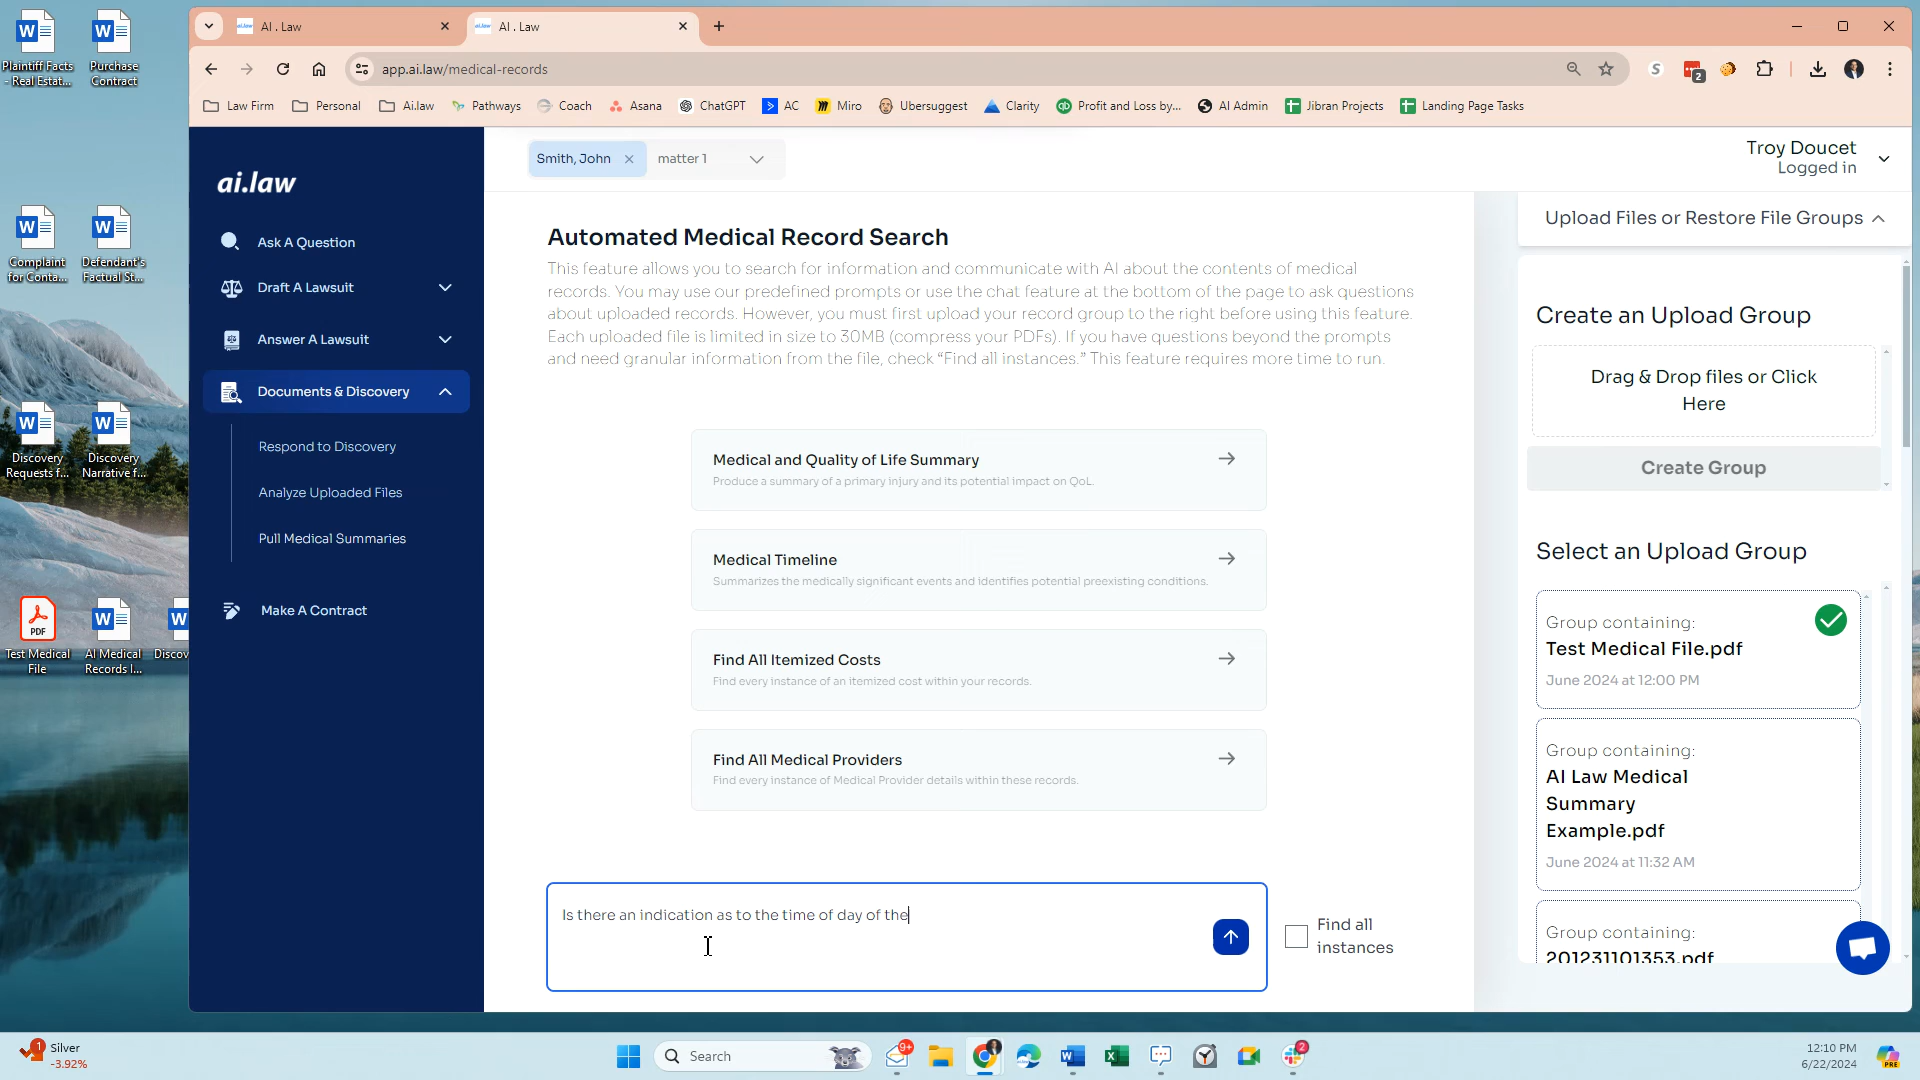 Plaintiff Facts
- Real Estat...
Purchase
Contract
Complaint
for Conta...
Defendant's
Factual St...
Discovery
Requests f...
Discovery
Narrative f...
PDF
Test Medical
File
AI Medical
Records I...
Discov
AI . Law
AI . Law
app.ai.law/medical-records
2
Law Firm
Personal
Ai.law
Pathways
Coach
Asana
ChatGPT
AC
Miro
Ubersuggest
Clarity
Profit and Loss by...
AI Admin
Jibran Projects
Landing Page Tasks
ai.law
Ask A Question
Draft A Lawsuit
Answer A Lawsuit
Documents & Discovery
Respond to Discovery
Analyze Uploaded Files
Pull Medical Summaries
Make A Contract
Smith, John
matter 1
Troy Doucet
Logged in
Automated Medical Record Search
This feature allows you to search for information and communicate with AI about the contents of medical
records. You may use our predefined prompts or use the chat feature at the bottom of the page to ask questions
about uploaded records. However, you must first upload your record group to the right before using this feature.
Each uploaded file is limited in size to 30MB (compress your PDFs). If you have questions beyond the prompts
and need granular information from the file, check “Find all instances.” This feature requires more time to run.
Medical and Quality of Life Summary
Produce a summary of a primary injury and its potential impact on QoL.
Medical Timeline
Summarizes the medically significant events and identifies potential preexisting conditions.
Find All Itemized Costs
Find every instance of an itemized cost within your records.
Find All Medical Providers
Find every instance of Medical Provider details within these records.
Is there an indication as to the time of day of the
Find all
instances
Upload Files or Restore File Groups
Create an Upload Group
Drag & Drop files or Click
Here
Create Group
Select an Upload Group
Group containing:
Test Medical File.pdf
June 2024 at 12:00 PM
Group containing:
AI Law Medical
Summary
Example.pdf
June 2024 at 11:32 AM
Group containing:
201231101353.pdf
1
Silver
-3.92%
Search
9+
2
12:10 PM
6/22/2024
PRE